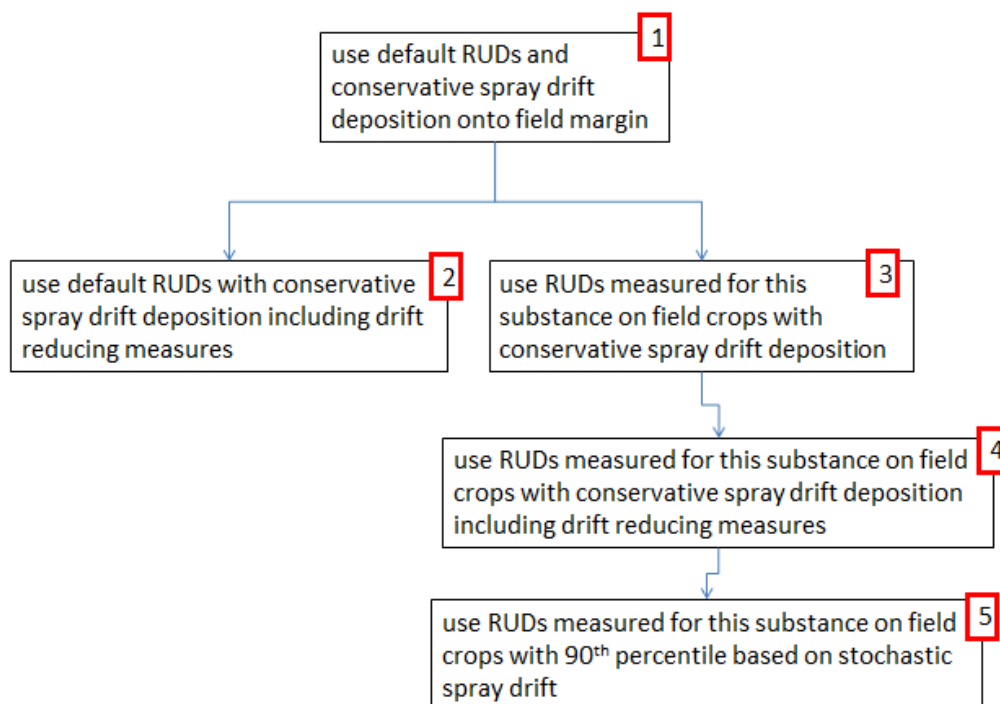 1
use default RUDs and
conservative spray drift
deposition onto field margin
2
use default RUDs with conservative
spray drift deposition including drift
reducing measures
3
use RUDs measured for this
substance on field crops with
conservative spray drift deposition
4
use RUDs measured for this substance on field
crops with conservative spray drift deposition
including drift reducing measures
5
use RUDs measured for this substance on field
crops with 90th percentile based on stochastic
spray drift